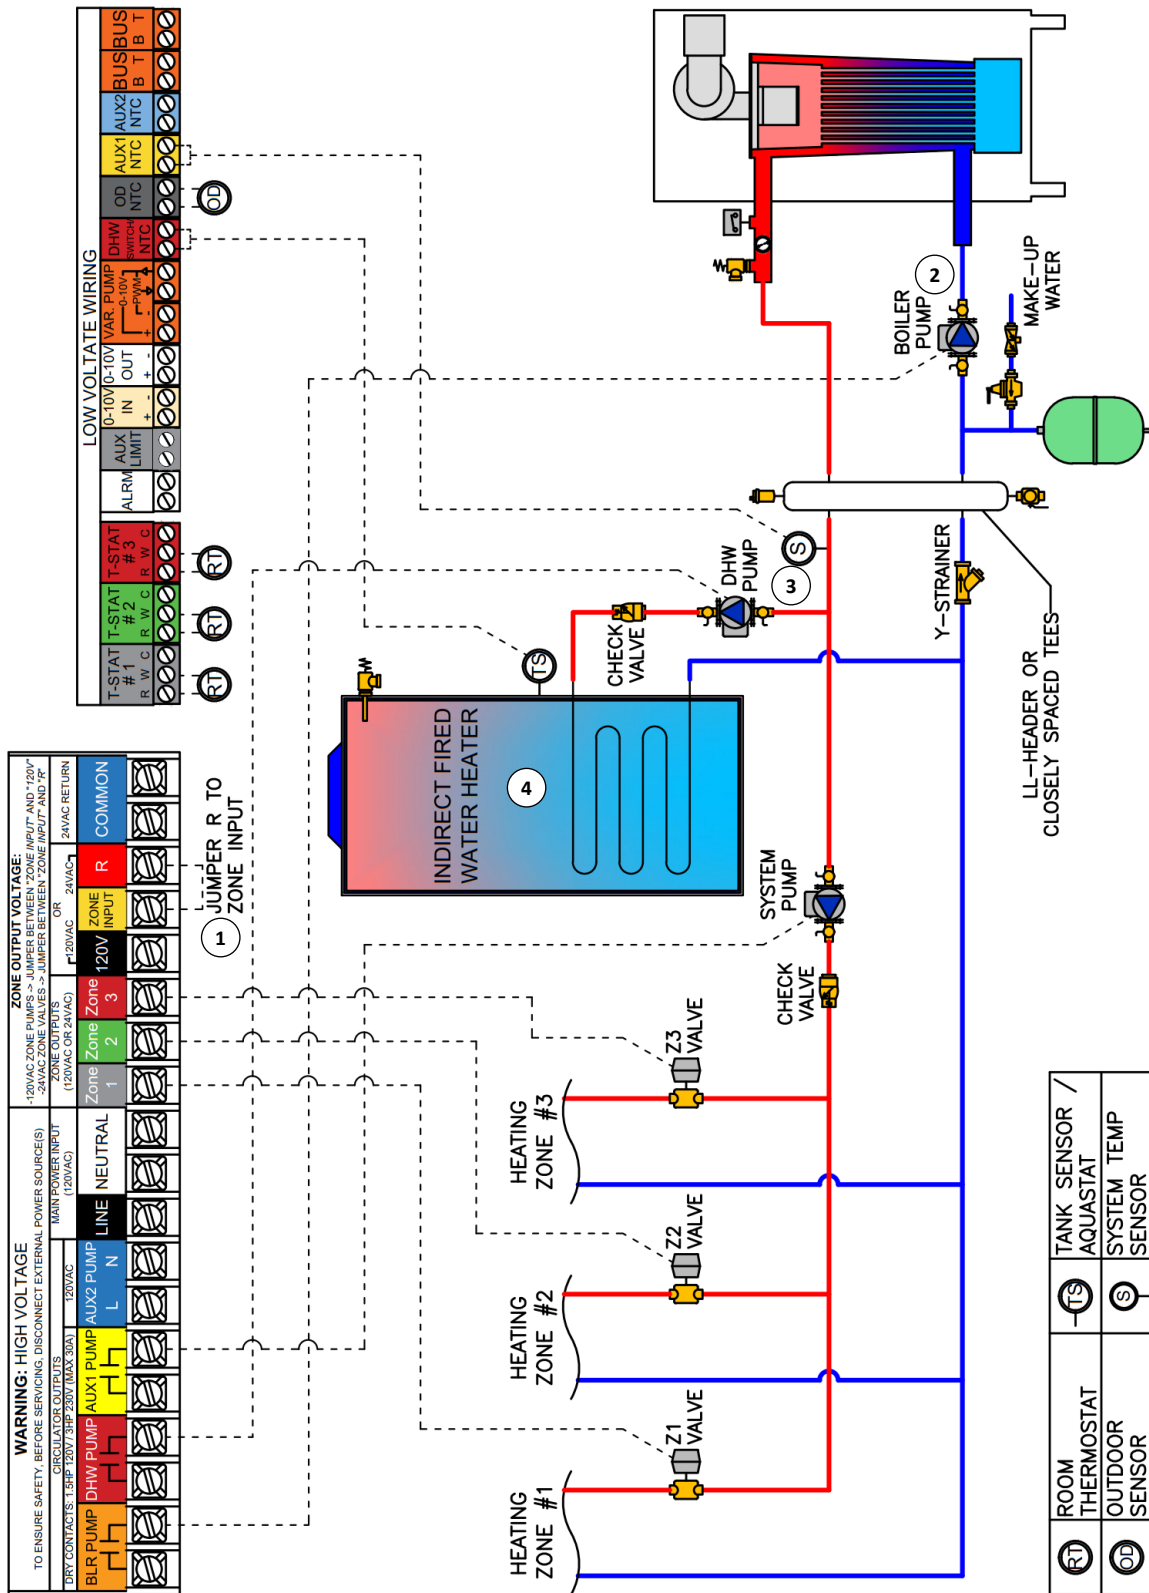 WARNING: HIGH VOLTAGE
TO ENSURE SAFETY, BEFORE SERVICING, DISCONNECT EXTERNAL POWER SOURCE(S)
ZONE OUTPUT VOLTAGE:
-120VAC ZONE PUMPS -> JUMPER BETWEEN "ZONE INPUT" AND "120V"
-24VAC ZONE VALVES -> JUMPER BETWEEN "ZONE INPUT" AND "R"
CIRCULATOR OUTPUTS
DRY CONTACTS: 1.5HP 120V / 3HP 230V (MAX 30A)
120VAC
MAIN POWER INPUT
(120VAC)
ZONE OUTPUTS
(120VAC OR 24VAC)
OR
120VAC
24VAC
24VAC RETURN
BLR PUMP
DHW PUMP
AUX1 PUMP
AUX2 PUMP
L N
LINE
NEUTRAL
Zone
1
Zone
2
Zone
3
120V
ZONE
INPUT
R
COMMON
1
JUMPER R TO
ZONE INPUT
LOW VOLTATE WIRING
T-STAT
#1
R W C
T-STAT
#2
R W C
T-STAT
#3
R W C
ALRM
AUX
LIMIT
0-10V
IN
+ -
0-10V
OUT
+ -
VAR. PUMP
0-10V
PWM
+ -
DHW
SWITCH/
NTC
OD
NTC
AUX1
NTC
AUX2
NTC
BUS
B T
BUS
B T
RT
RT
RT
OD
TS
INDIRECT FIRED
WATER HEATER
4
CHECK
VALVE
DHW
PUMP
S
3
BOILER
PUMP
2
MAKE-UP
WATER
Y-STRAINER
LL-HEADER OR
CLOSELY SPACED TEES
SYSTEM
PUMP
CHECK
VALVE
HEATING
ZONE #1
Z1
VALVE
HEATING
ZONE #2
Z2
VALVE
HEATING
ZONE #3
Z3
VALVE
RT
ROOM
THERMOSTAT
TS
TANK SENSOR /
AQUASTAT
OD
OUTDOOR
SENSOR
S
SYSTEM TEMP
SENSOR